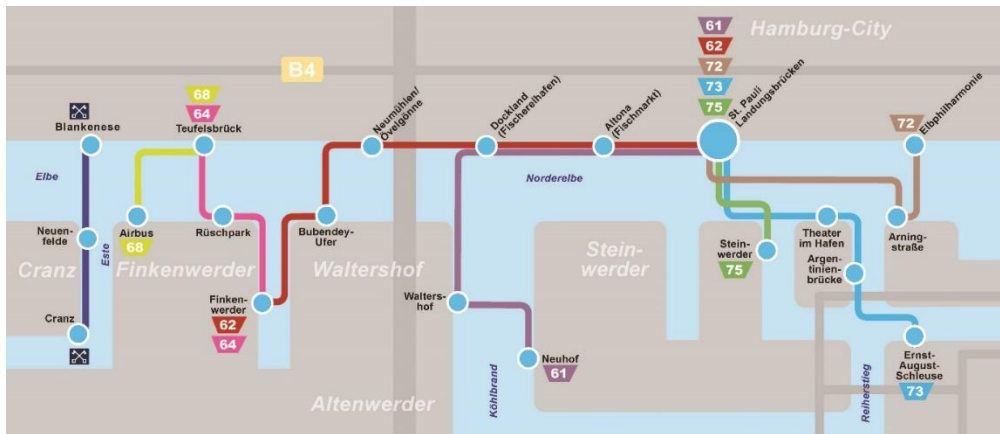 61
Hamburg-City
62
72
B4
73
68
64
75
St. Pauli
Landungsbrücken
72
Elbphilharmonie
Blankenese
Teufelsbrück
Neumühlen/
Övelgönne
Dockland
(Fischereihafen)
Altona
(Fischmarkt)
Elbe
Norderelbe
Neuen-
felde
Este
Airbus
68
Rüschpark
Bubendey-
Ufer
Stein-
werder
75
Theater
im Hafen
Arning-
straße
Cranz
Finkenwerder
Waltershof
Stein-
werder
Argen-
tinien-
brücke
Finken-
werder
62
64
Walters-
hof
Cranz
Neuhof
61
Ernst-
August-
Schleuse
73
Altenwerder
Köhlbrand
Reiherstieg